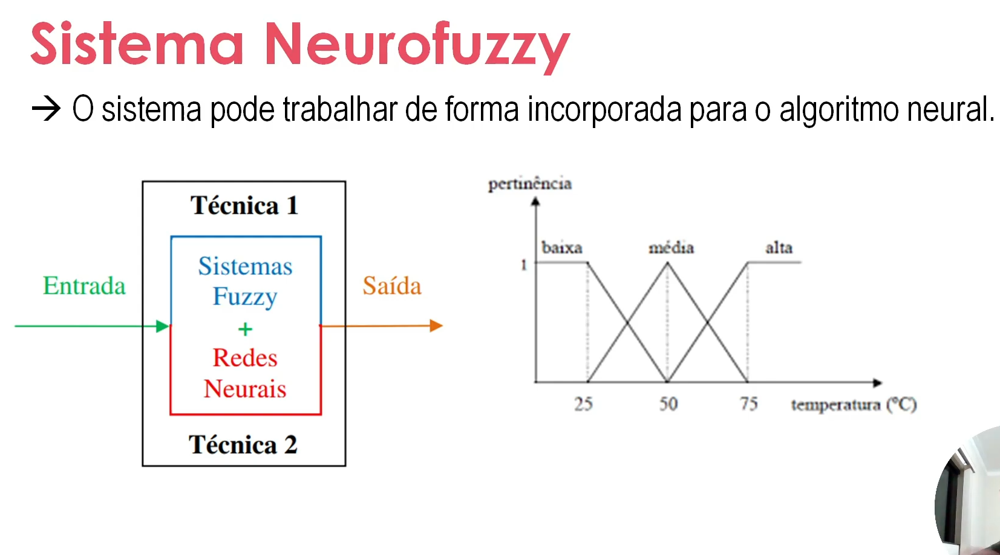 Sistema Neurofuzzy
→ O sistema pode trabalhar de forma incorporada para o algoritmo neural.
Técnica 1
Entrada
Sistemas
Fuzzy
+
Redes
Neurais
Saída
Técnica 2
pertinência
baixa
média
alta
1
25
50
75
temperatura (ºC)